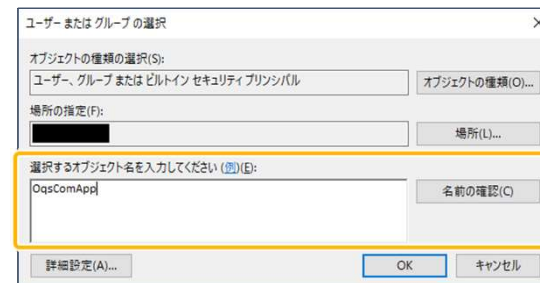 ユーザー または グループ の選択
オブジェクトの種類の選択(S):
ユーザー、グループ または ビルトイン セキュリティ プリンシパル
オブジェクトの種類(O)...
場所の指定(F):
場所(L)...
選択するオブジェクト名を入力してください (例)(E):
OqsComApp
名前の確認(C)
詳細設定(A)...
OK
キャンセル